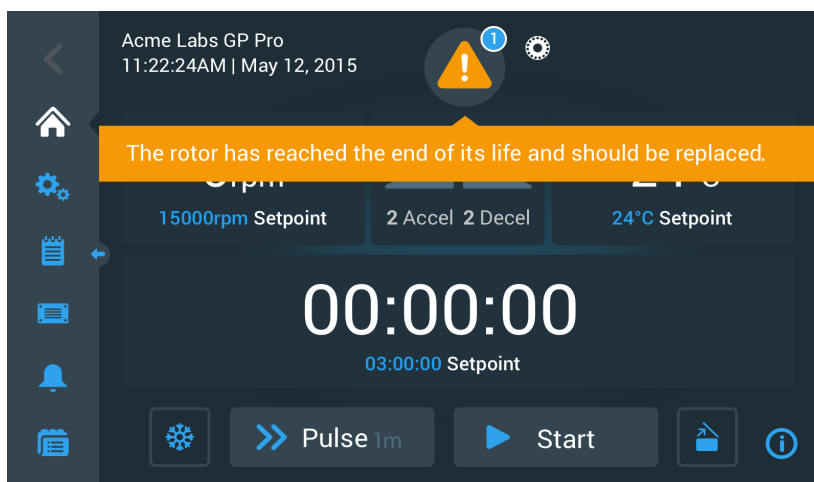 Acme Labs GP Pro
1
11:22:24AM | May 12, 2015
The rotor has reached the end of its life and should be replaced.
rpm
15000rpm Setpoint
2 Accel 2 Decel
24°C Setpoint
00:00:00
03:00:00 Setpoint
Pulse 1m
Start